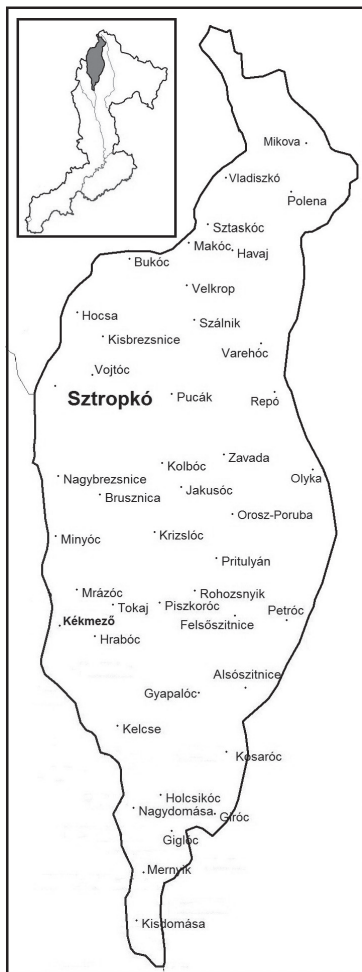 Mikova
Vladiszkó
Polena
Sztaskóc
Makóc
Havaj
Bukóc
Velkrop
Hocsa
Szálnik
Kisbrezsnice
Varehóc
Vojtóc
Sztropkó
Pucák
Repó
Zavada
Kolbóc
Olyka
Nagybrezsnice
Jakusóc
Brusznica
Orosz-Poruba
Minyóc
Krizslóc
Pritulyán
Mrázóc
Rohozsnyik
Tokaj
Piszkoróc
Petróc
Kékmező
Felsőszitnice
Hrabóc
Alsószitnice
Gyapalóc
Kelcse
Kosaróc
Holcsikóc
Nagydomása
Giróc
Giglóc
Mernyik
Kisdomása